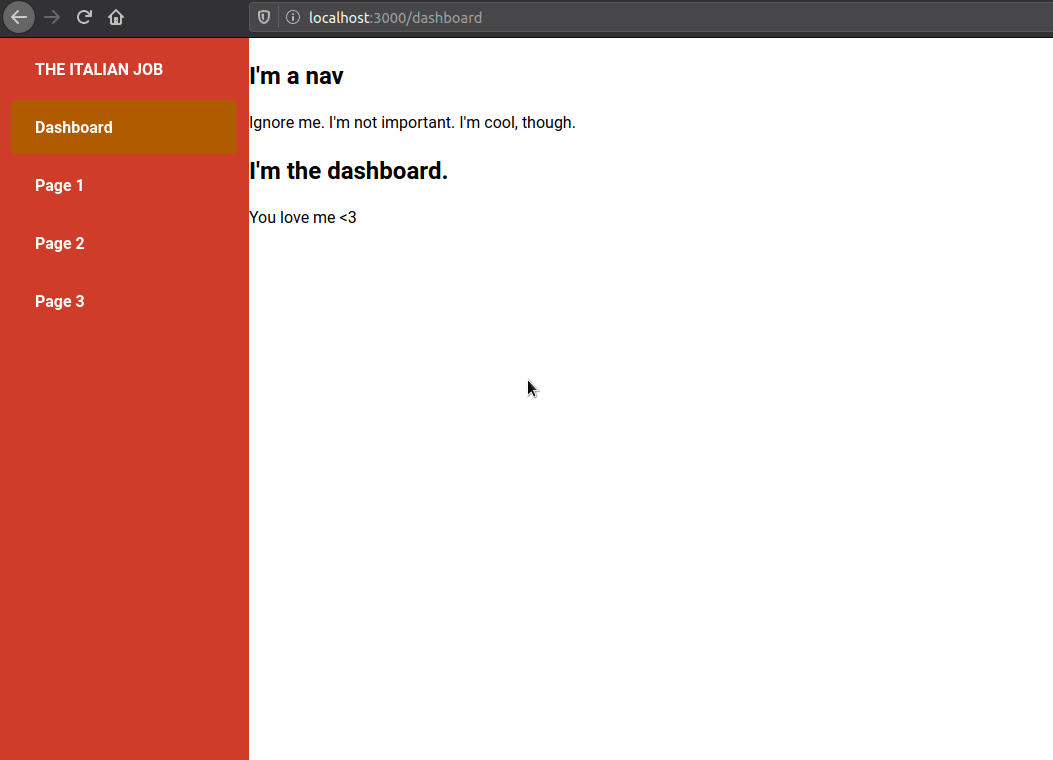 localhost:3000/dashboard
THE ITALIAN JOB
Dashboard
Page 1
Page 2
Page 3
I'm a nav
Ignore me. I'm not important. I'm cool, though.
I'm the dashboard.
You love me <3